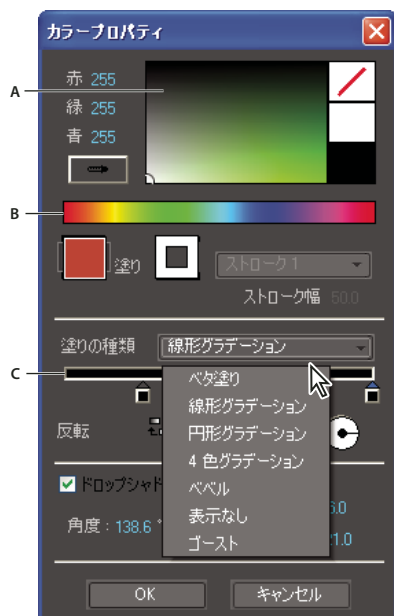 カラープロパティ
A
赤 255
緑 255
青 255
B
塗り
ストローク 1
ストローク幅 50.0
塗りの種類 線形グラデーション
C
ベタ塗り
線形グラデーション
円形グラデーション
4 色グラデーション
ベベル
表示なし
ゴースト
反転
ドロップシャド
角度 : 138.6 °
OK キャンセル